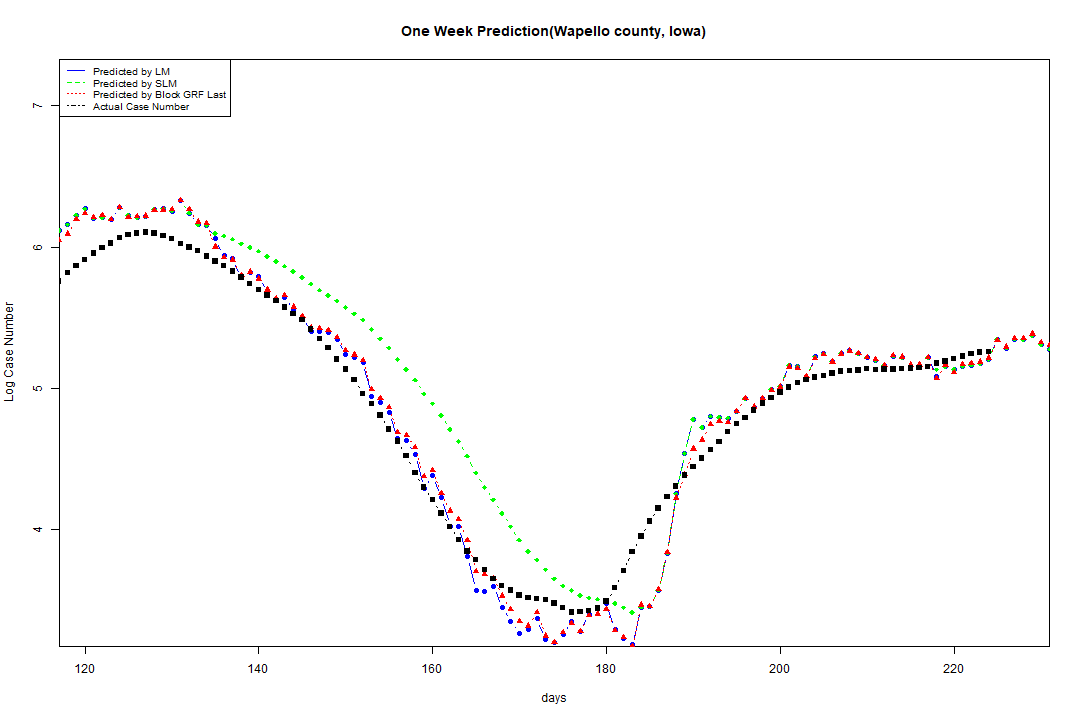 One Week Prediction(Wapello county, Iowa)
Predicted by LM
Predicted by SLM
Predicted by Block GRF Last
Actual Case Number
7
6
5
4
Log Case Number
120 140 160 180 200 220
days